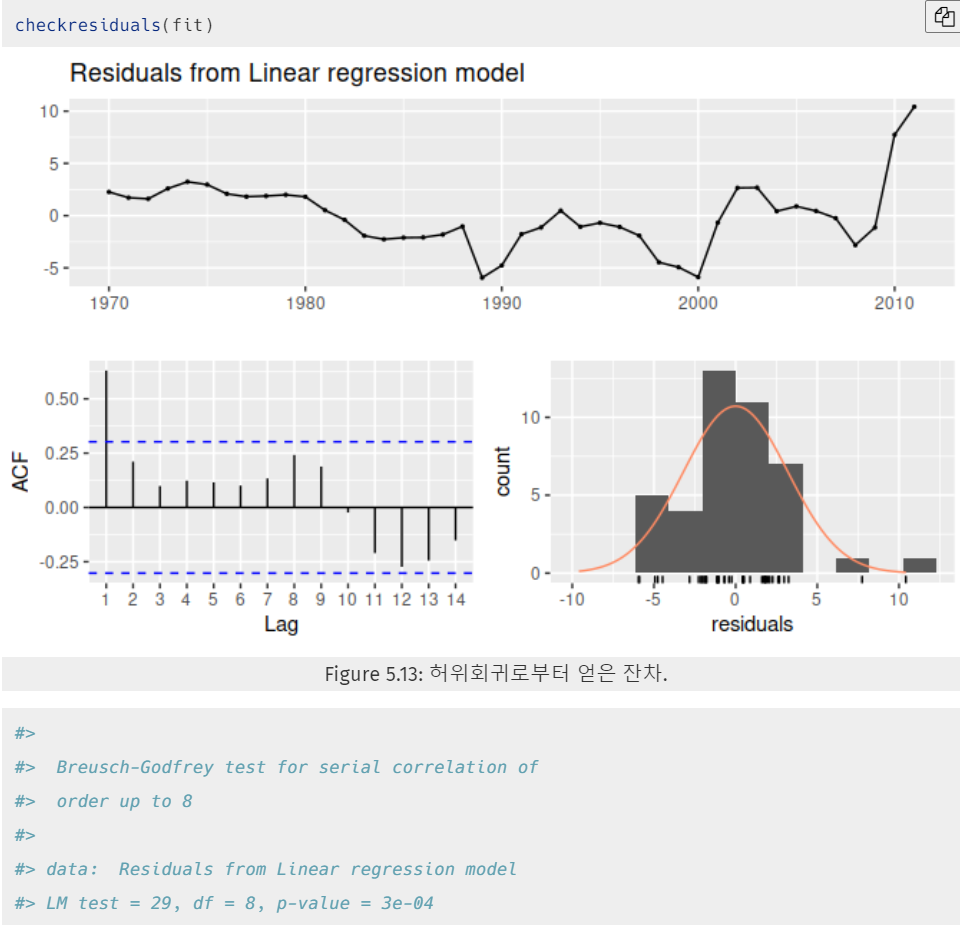 checkresiduals(fit)
Residuals from Linear regression model
10
5
0
-5
1970 1980 1990 2000 2010
ACF
0.50
0.25
0.00
-0.25
1 2 3 4 5 6 7 8 9 10 11 12 13 14
Lag
count
10
5
0
-10 -5 0 5 10
residuals
Figure 5.13: 허위회귀로부터 얻은 잔차.
#>
#> Breusch-Godfrey test for serial correlation of
#> order up to 8
#>
#> data: Residuals from Linear regression model
#> LM test = 29, df = 8, p-value = 3e-04